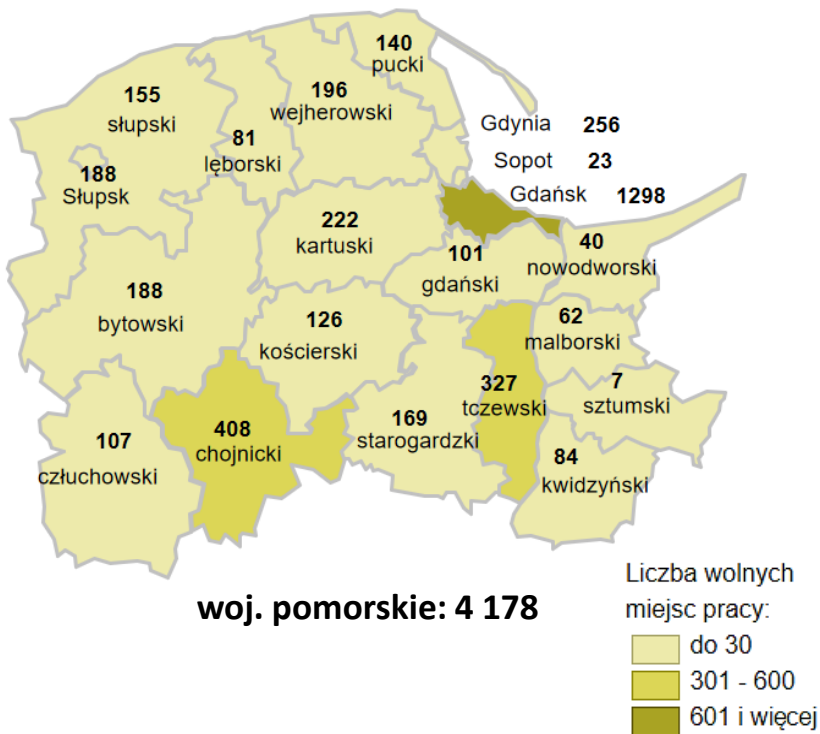 140
pucki
155
słupski
196
wejherowski
81
lęborski
Gdynia 256
Sopot 23
Gdańsk 1298
188
Słupsk
222
kartuski
101
gdański
40
nowodworski
188
bytowski
126
kościerski
62
malborski
327
tczewski
7
sztumski
408
chojnicki
169
starogardzki
107
człuchowski
84
kwidzyński
woj. pomorskie: 4 178
Liczba wolnych
miejsc pracy:
do 30
301 - 600
601 i więcej